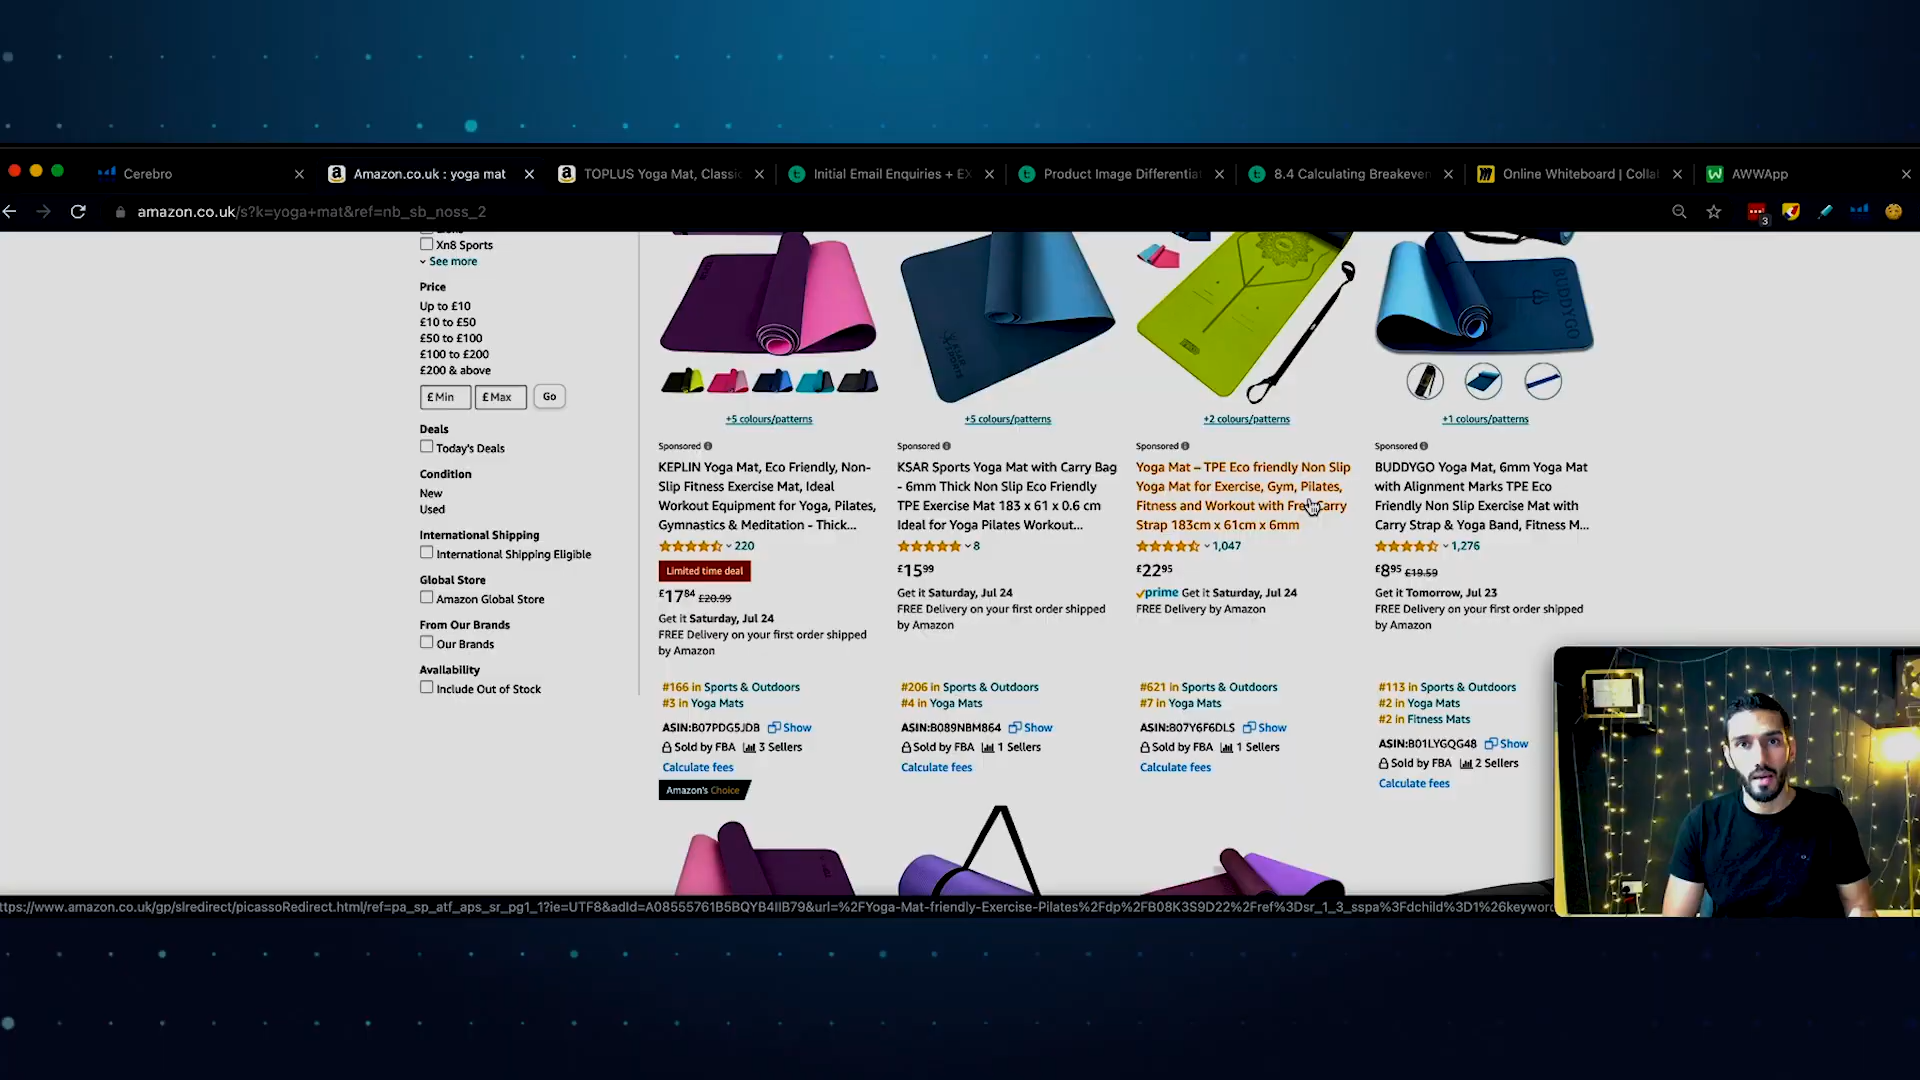 Cerebro
Amazon.co.uk : yoga mat
TOPLUS Yoga Mat, Classic
Initial Email Enquiries + EX
Product Image Differentia
8.4 Calculating Breakeven
Online Whiteboard | Colla
AWWApp
amazon.co.uk/s?k=yoga+mat&ref=nb_sb_noss_2
3
Xn8 Sports
See more
Price
Up to £10
£10 to £50
£50 to £100
£100 to £200
£200 & above
£ Min
£ Max
Go
Deals
Today's Deals
Condition
New
Used
International Shipping
International Shipping Eligible
Global Store
Amazon Global Store
From Our Brands
Our Brands
Availability
Include Out of Stock
+5 colours/patterns
Sponsored
KEPLIN Yoga Mat, Eco Friendly, Non-
Slip Fitness Exercise Mat, Ideal
Workout Equipment for Yoga, Pilates,
Gymnastics & Meditation - Thick...
220
Limited time deal
£1784 £20.99
Get it Saturday, Jul 24
FREE Delivery on your first order shipped
by Amazon
#166 in Sports & Outdoors
#3 in Yoga Mats
ASIN:B07PDG5JDB Show
Sold by FBA 3 Sellers
Calculate fees
Amazon's Choice
KSAR SPORTS
+5 colours/patterns
Sponsored
KSAR Sports Yoga Mat with Carry Bag
- 6mm Thick Non Slip Eco Friendly
TPE Exercise Mat 183 x 61 x 0.6 cm
Ideal for Yoga Pilates Workout...
8
£1599
Get it Saturday, Jul 24
FREE Delivery on your first order shipped
by Amazon
#206 in Sports & Outdoors
#4 in Yoga Mats
ASIN:B089NBM864 Show
Sold by FBA 1 Sellers
Calculate fees
+2 colours/patterns
Sponsored
Yoga Mat – TPE Eco friendly Non Slip
Yoga Mat for Exercise, Gym, Pilates,
Fitness and Workout with Free Carry
Strap 183cm x 61cm x 6mm
1,047
£2295
prime Get it Saturday, Jul 24
FREE Delivery by Amazon
#621 in Sports & Outdoors
#7 in Yoga Mats
ASIN:B07Y6F6DLS Show
Sold by FBA 1 Sellers
Calculate fees
BUDDYGO
+1 colours/patterns
Sponsored
BUDDYGO Yoga Mat, 6mm Yoga Mat
with Alignment Marks TPE Eco
Friendly Non Slip Exercise Mat with
Carry Strap & Yoga Band, Fitness M...
1,276
£895 £19.59
Get it Tomorrow, Jul 23
FREE Delivery on your first order shipped
by Amazon
#113 in Sports & Outdoors
#2 in Yoga Mats
#2 in Fitness Mats
ASIN:B01LYGQG48 Show
Sold by FBA 2 Sellers
Calculate fees
ttps://www.amazon.co.uk/gp/slredirect/picassoRedirect.html/ref=pa_sp_atf_aps_sr_pg1_1?ie=UTF8&adId=A08555761B5BQYB4IIB79&url=%2FYoga-Mat-friendly-Exercise-Pilates%2Fdp%2FB08K3S9D22%2Fref%3Dsr_1_3_sspa%3Fdchild%3D1%26keyword